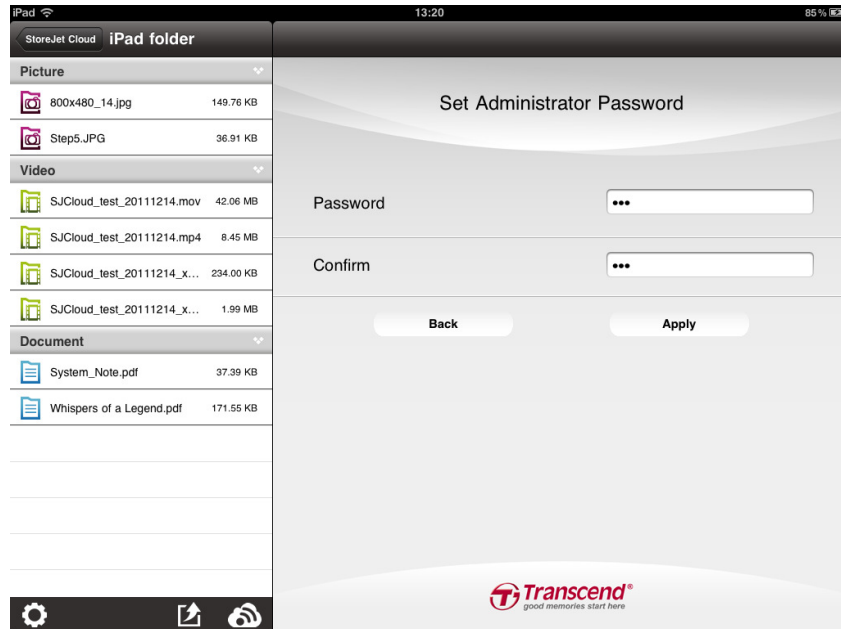 iPad 13:20 85%
StoreJet Cloud iPad folder
Picture
800x480_14.jpg 149.76 KB
Step5.JPG 36.91 KB
Video
SJCloud_test_20111214.mov 42.06 MB
SJCloud_test_20111214.mp4 8.45 MB
SJCloud_test_20111214_x... 234.00 KB
SJCloud_test_20111214_x... 1.99 MB
Document
System_Note.pdf 37.39 KB
Whispers of a Legend.pdf 171.55 KB
Set Administrator Password
Password •••
Confirm •••
Back Apply
Transcend®
good memories start here